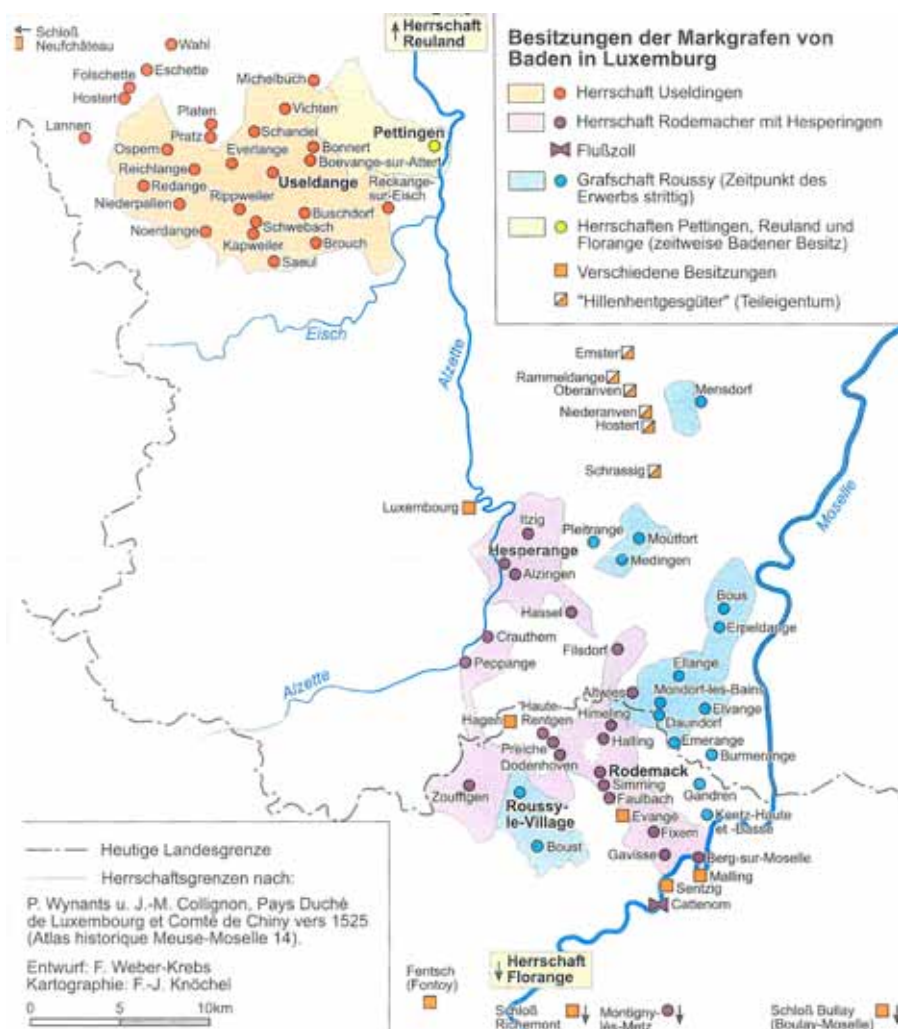 ← Schloß
Neufchâteau
Wahl
Eschette
Folschette
Hostert
Lannen
↑ Herrschaft
Reuland
Michelbuch
Vichten
Platen
Pratz
Schandel
Ospern
Everlange
Bonnert
Boevange-sur-Attert
Pettingen
Reichlange
Useldange
Reckange-
sur-Eisch
Redange
Rippweiler
Niederpallen
Buschdorf
Schwebach
Noerdange
Kapweiler
Brouch
Saeul
Eisch
Alzette
Besitzungen der Markgrafen von
Baden in Luxemburg
Herrschaft Useldingen
Herrschaft Rodemacher mit Hesperingen
Flußzoll
Grafschaft Roussy (Zeitpunkt des
Erwerbs strittig)
Herrschaften Pettingen, Reuland und
Florange (zeitweise Badener Besitz)
Verschiedene Besitzungen
"Hillenhentgesgüter" (Teileigentum)
Ernster
Rammeldange
Oberanven
Mensdorf
Niederanven
Hostert
Schrassig
Moselle
Luxembourg
Itzig
Pleitrange
Moutfort
Hesperange
Medingen
Alzingen
Bous
Hassel
Erpeldange
Crauthem
Filsdorf
Peppange
Ellange
Alzette
Altwies
Mondorf-les-Bains
Elvange
Hagen
"Haute-
Rentgen
Himeling
Daundorf
Halling
Emerange
Preiche
Dodenhoven
Burmerange
Rodemack
Zoufftgen
Simming
Gandren
Faulbach
Roussy-
le-Village
Evange
Kentz-Haute
et -Basse
Fixem
Boust
Gavisse
Berg-sur-Moselle
Malling
Sentzig
Cattenom
Heutige Landesgrenze
Herrschaftsgrenzen nach:
P. Wynants u. J.-M. Collignon, Pays Duché
de Luxembourg et Comté de Chiny vers 1525
(Atlas historique Meuse-Moselle 14).
Entwurf: F. Weber-Krebs
Kartographie: F.-J. Knöchel
0 5 10km
↓ Herrschaft
Florange
Fentsch
(Fontoy)
Schloß
Richemont ↓
Montigny-
lès-Metz ↓
Schloß Bullay
(Boulay-Moselle) ↓